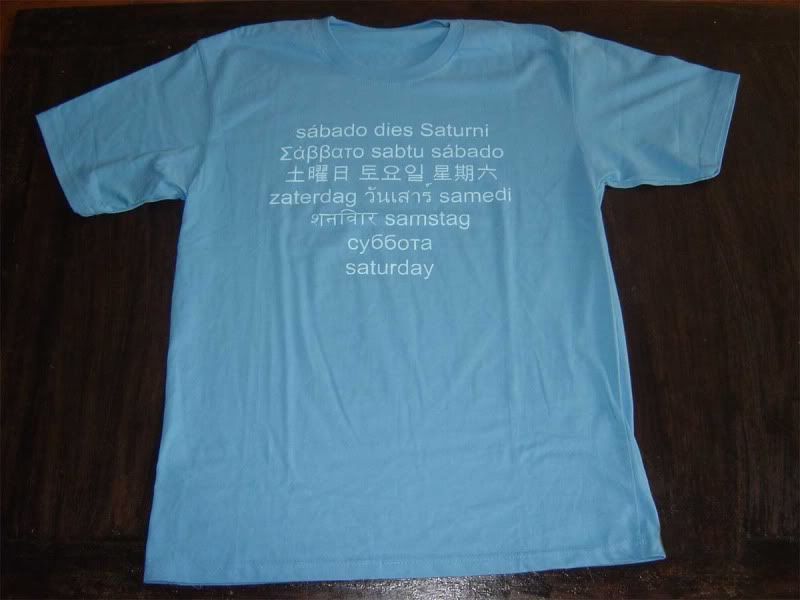 sábado dies Saturni
Σάββατο sabtu sábado
土曜日 토요일 星期六
zaterdag วันเสาร์ samedi
शनिवार samstag
суббота
saturday